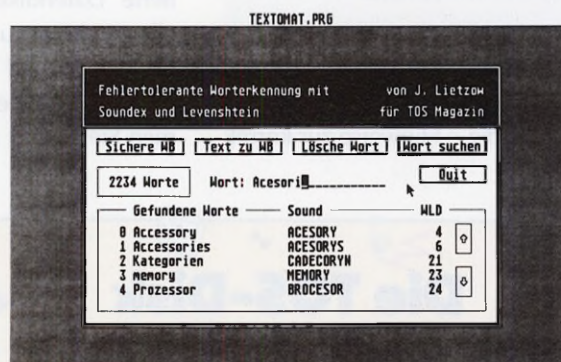 TEXTOMAT.PRG
Fehlertolerante Worterkennung mit von J. Lietzow
Soundex und Levenshtein für TOS Magazin
Sichere WB Text zu WB Lösche Wort Wort suchen
2234 Worte Wort: Acesori_ Quit
Gefundene Worte Sound WLD
0 Accessory ACESORY 4
1 Accessories ACESORYS 6
2 Kategorien CADECORYN 21
3 memory MEMORY 23
4 Prozessor BROCESOR 24